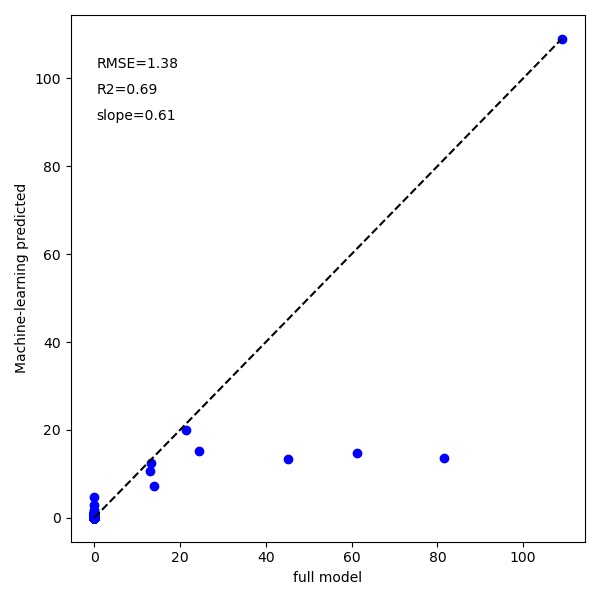 RMSE=1.38
R2=0.69
slope=0.61
Machine-learning predicted
100
80
60
40
20
0
0 20 40 60 80 100
full model